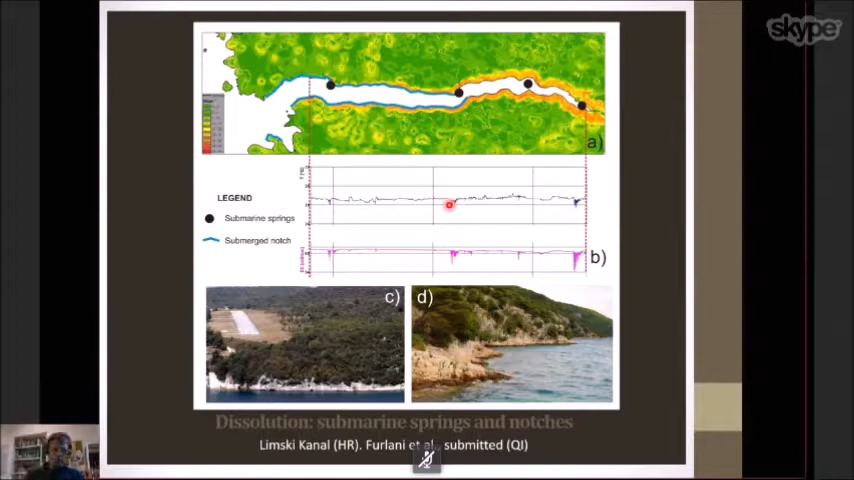 skype
a)
T (°C)
LEGEND
Submarine springs
Submerged notch
b)
c)
d)
Dissolution: submarine springs and notches
Limski Kanal (HR). Furlani et al., submitted (QI)